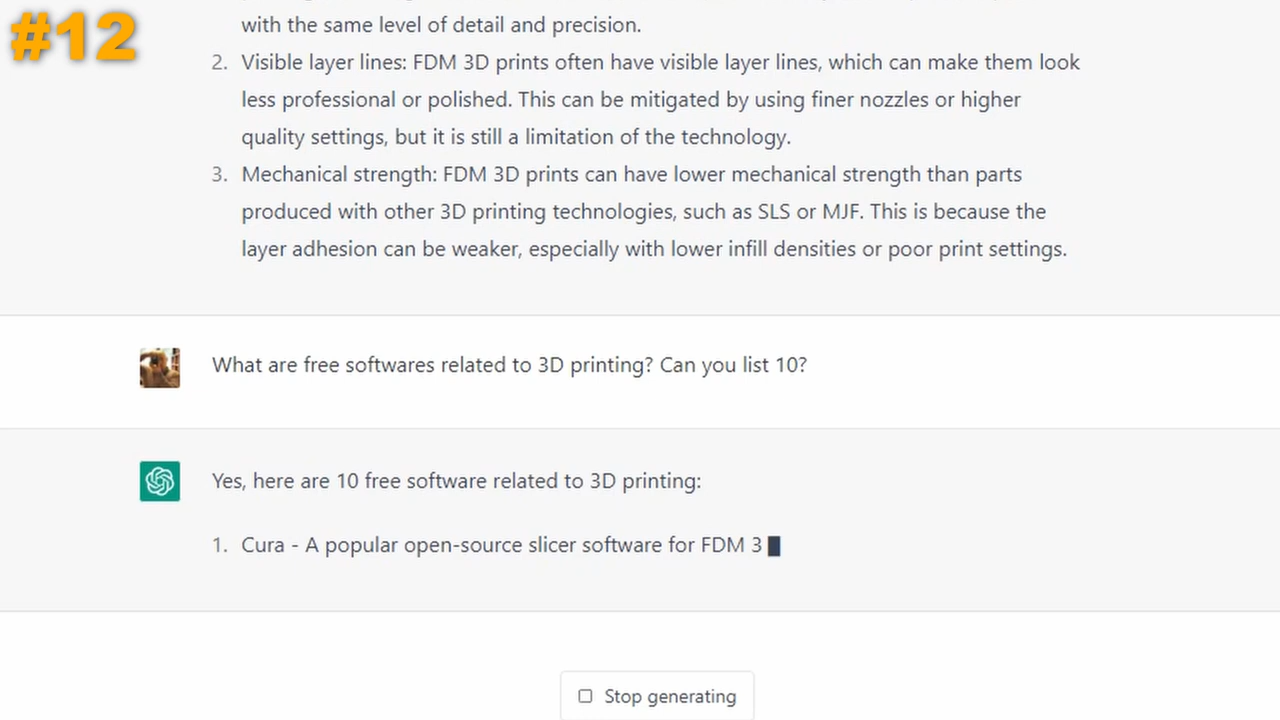 #12
with the same level of detail and precision.
2. Visible layer lines: FDM 3D prints often have visible layer lines, which can make them look
less professional or polished. This can be mitigated by using finer nozzles or higher
quality settings, but it is still a limitation of the technology.
3. Mechanical strength: FDM 3D prints can have lower mechanical strength than parts
produced with other 3D printing technologies, such as SLS or MJF. This is because the
layer adhesion can be weaker, especially with lower infill densities or poor print settings.
What are free softwares related to 3D printing? Can you list 10?
Yes, here are 10 free software related to 3D printing:
1. Cura - A popular open-source slicer software for FDM 3
Stop generating